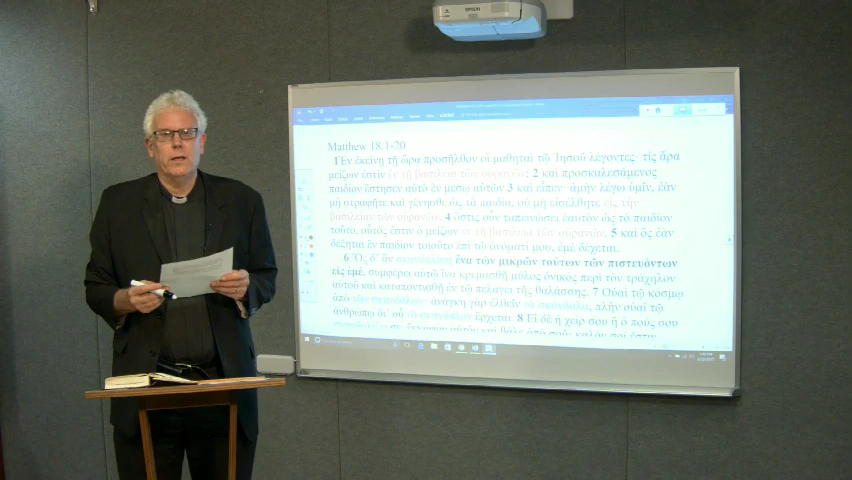 EPSON
Matthew 18.1-20
1Ἐν ἐκείνῃ τῇ ὥρᾳ προσῆλθον οἱ μαθηταὶ τῷ Ἰησοῦ λέγοντες· τίς ἄρα
μείζων ἐστὶν ἐν τῇ βασιλείᾳ τῶν οὐρανῶν; 2 καὶ προσκαλεσάμενος
παιδίον ἔστησεν αὐτὸ ἐν μέσῳ αὐτῶν 3 καὶ εἶπεν· ἀμὴν λέγω ὑμῖν, ἐὰν
μὴ στραφῆτε καὶ γένησθε ὡς τὰ παιδία, οὐ μὴ εἰσέλθητε εἰς τὴν
βασιλείαν τῶν οὐρανῶν. 4 ὅστις οὖν ταπεινώσει ἑαυτὸν ὡς τὸ παιδίον
τοῦτο, οὗτός ἐστιν ὁ μείζων ἐν τῇ βασιλείᾳ τῶν οὐρανῶν. 5 καὶ ὃς ἐὰν
δέξηται ἓν παιδίον τοιοῦτο ἐπὶ τῷ ὀνόματί μου, ἐμὲ δέχεται.
6 Ὃς δ’ ἂν σκανδαλίσῃ ἕνα τῶν μικρῶν τούτων τῶν πιστευόντων
εἰς ἐμέ, συμφέρει αὐτῷ ἵνα κρεμασθῇ μύλος ὀνικὸς περὶ τὸν τράχηλον
αὐτοῦ καὶ καταποντισθῇ ἐν τῷ πελάγει τῆς θαλάσσης. 7 Οὐαὶ τῷ κόσμῳ
ἀπὸ τῶν σκανδάλων· ἀνάγκη γὰρ ἐλθεῖν τὰ σκάνδαλα, πλὴν οὐαὶ τῷ
ἀνθρώπῳ δι’ οὗ τὸ σκάνδαλον ἔρχεται. 8 Εἰ δὲ ἡ χείρ σου ἢ ὁ πούς σου